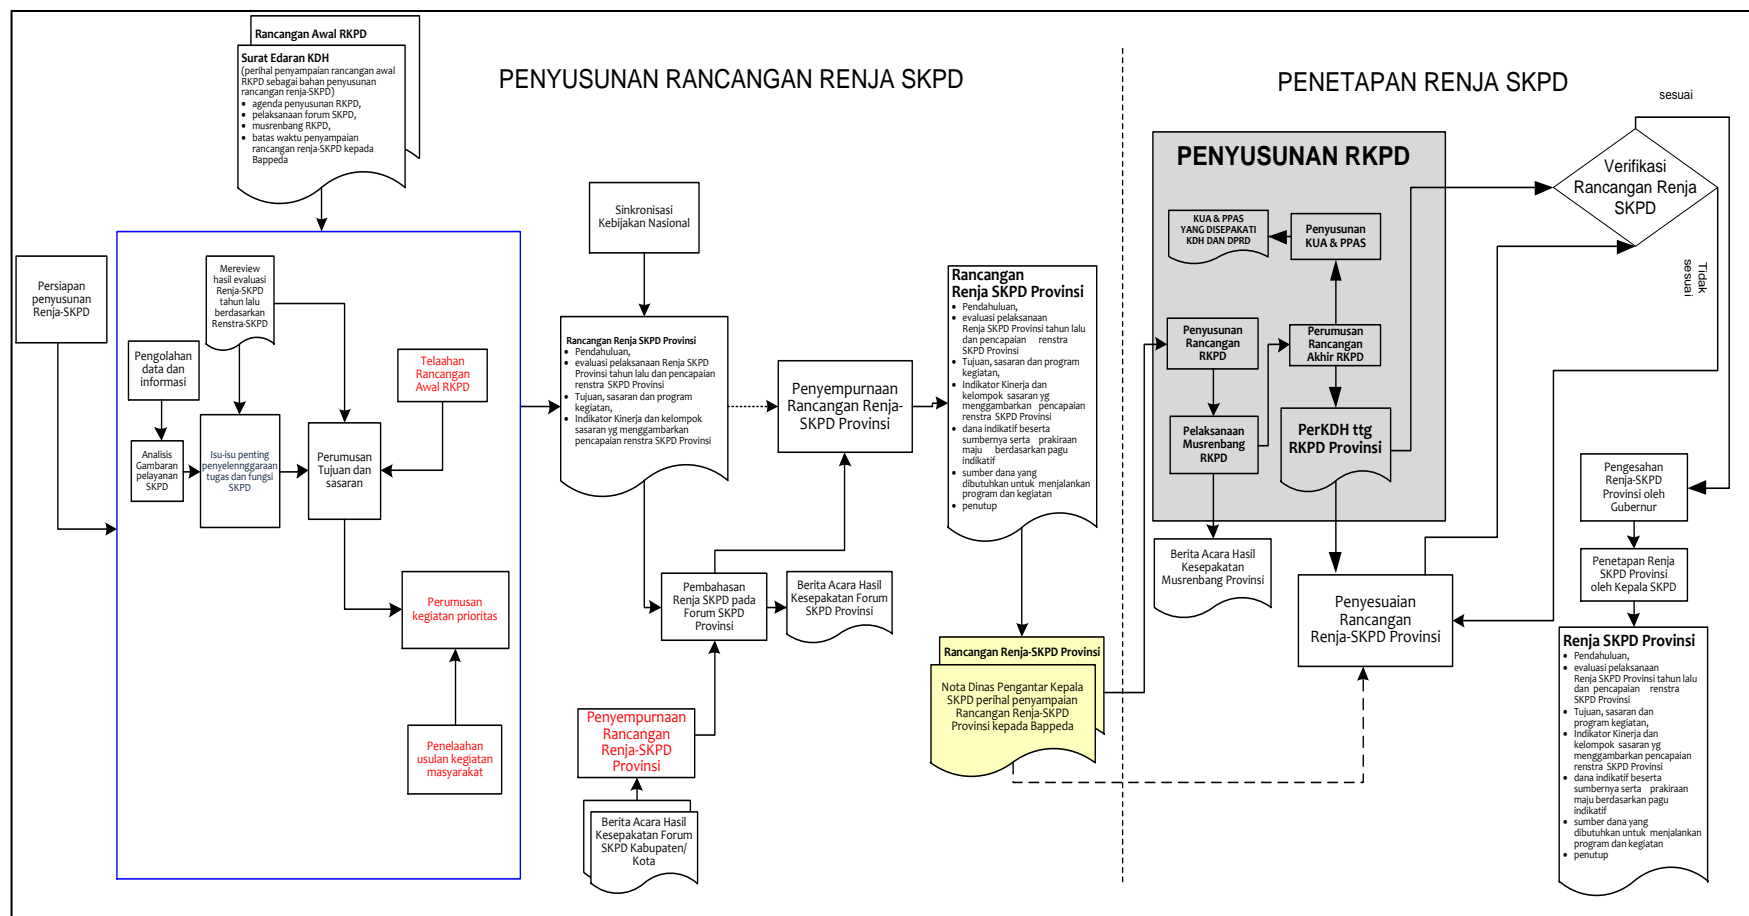 Rancangan Awal RKPD
Surat Edaran KDH
(perihal penyampaian rancangan awal
RKPD sebagai bahan penyusunan
rancangan renja-SKPD)
• agenda penyusunan RKPD,
• pelaksanaan forum SKPD,
• musrenbang RKPD,
• batas waktu penyampaian
rancangan renja-SKPD kepada
Bappeda
PENYUSUNAN RANCANGAN RENJA SKPD
PENETAPAN RENJA SKPD
Persiapan
penyusunan
Renja-SKPD
Mereview
hasil evaluasi
Renja-SKPD
tahun lalu
berdasarkan
Renstra-SKPD
Pengolahan
data dan
informasi
Telaahan
Rancangan
Awal RKPD
Analisis
Gambaran
pelayanan
SKPD
Isu-isu penting
penyelennggaraan
tugas dan fungsi
SKPD
Perumusan
Tujuan dan
sasaran
Perumusan
kegiatan prioritas
Penelaahan
usulan kegiatan
masyarakat
Sinkronisasi
Kebijakan Nasional
Rancangan Renja SKPD Provinsi
• Pendahuluan,
• evaluasi pelaksanaan Renja SKPD
Provinsi tahun lalu dan pencapaian
renstra SKPD Provinsi
• Tujuan, sasaran dan program
kegiatan,
• Indikator Kinerja dan kelompok
sasaran yg menggambarkan
pencapaian renstra SKPD Provinsi
Penyempurnaan
Rancangan Renja-
SKPD Provinsi
Pembahasan
Renja SKPD pada
Forum SKPD
Provinsi
Berita Acara Hasil
Kesepakatan Forum
SKPD Provinsi
Penyempurnaan
Rancangan
Renja-SKPD
Provinsi
Berita Acara Hasil
Kesepakatan Forum
SKPD Kabupaten/
Kota
Rancangan
Renja SKPD Provinsi
• Pendahuluan,
• evaluasi pelaksanaan
Renja SKPD Provinsi tahun lalu
dan pencapaian renstra
SKPD Provinsi
• Tujuan, sasaran dan program
kegiatan,
• Indikator Kinerja dan
kelompok sasaran yg
menggambarkan pencapaian
renstra SKPD Provinsi
• dana indikatif beserta
sumbernya serta prakiraan
maju berdasarkan pagu
indikatif
• sumber dana yang
dibutuhkan untuk menjalankan
program dan kegiatan
• penutup
Rancangan Renja-SKPD Provinsi
Nota Dinas Pengantar Kepala
SKPD perihal penyampaian
Rancangan Renja-SKPD
Provinsi kepada Bappeda
PENYUSUNAN RKPD
KUA & PPAS
YANG DISEPAKATI
KDH DAN DPRD
Penyusunan
KUA & PPAS
Penyusunan
Rancangan
RKPD
Perumusan
Rancangan
Akhir RKPD
Pelaksanaan
Musrenbang
RKPD
PerKDH ttg
RKPD Provinsi
Berita Acara Hasil
Kesepakatan
Musrenbang Provinsi
Penyesuaian
Rancangan
Renja-SKPD Provinsi
sesuai
Verifikasi
Rancangan Renja
SKPD
Tidak
sesuai
Pengesahan
Renja-SKPD
Provinsi oleh
Gubernur
Penetapan Renja
SKPD Provinsi
oleh Kepala SKPD
Renja SKPD Provinsi
• Pendahuluan,
• evaluasi pelaksanaan
Renja SKPD Provinsi tahun lalu
dan pencapaian renstra
SKPD Provinsi
• Tujuan, sasaran dan
program kegiatan,
• Indikator Kinerja dan
kelompok sasaran yg
menggambarkan pencapaian
renstra SKPD Provinsi
• dana indikatif beserta
sumbernya serta prakiraan
maju berdasarkan pagu
indikatif
• sumber dana yang
dibutuhkan untuk menjalankan
program dan kegiatan
• penutup